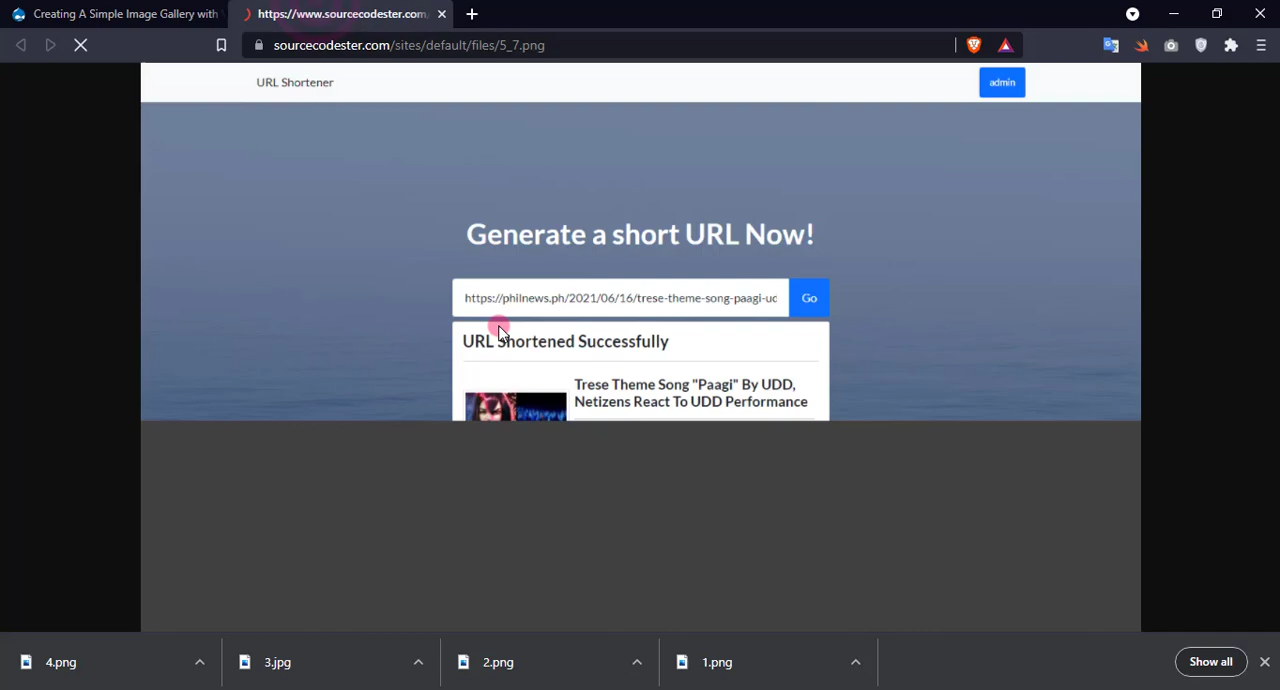 Creating A Simple Image Gallery with
https://www.sourcecodester.com
sourcecodester.com/sites/default/files/5_7.png
URL Shortener
admin
Generate a short URL Now!
https://philnews.ph/2021/06/16/trese-theme-song-paagi-ud
Go
URL Shortened Successfully
Trese Theme Song "Paagi" By UDD,
Netizens React To UDD Performance
4.png
3.jpg
2.png
1.png
Show all